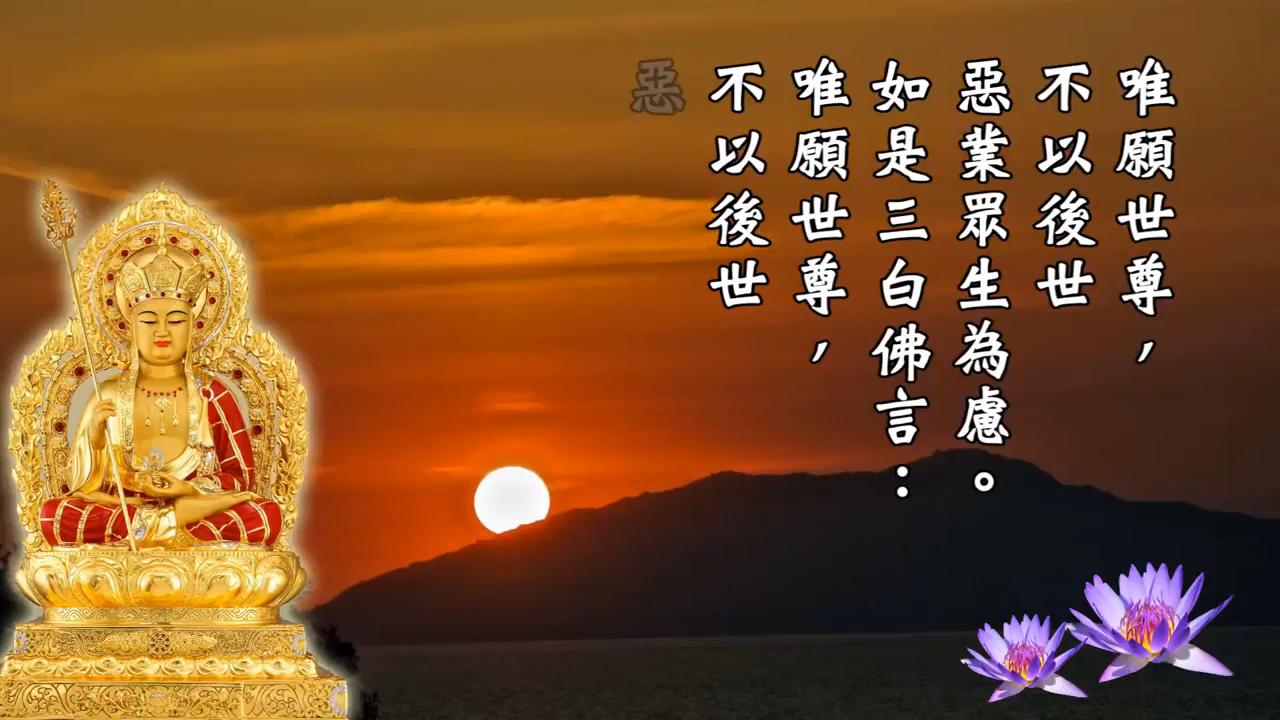 唯願世尊，
不以後世
惡業眾生為慮。
如是三白佛言：
唯願世尊，
不以後世
惡